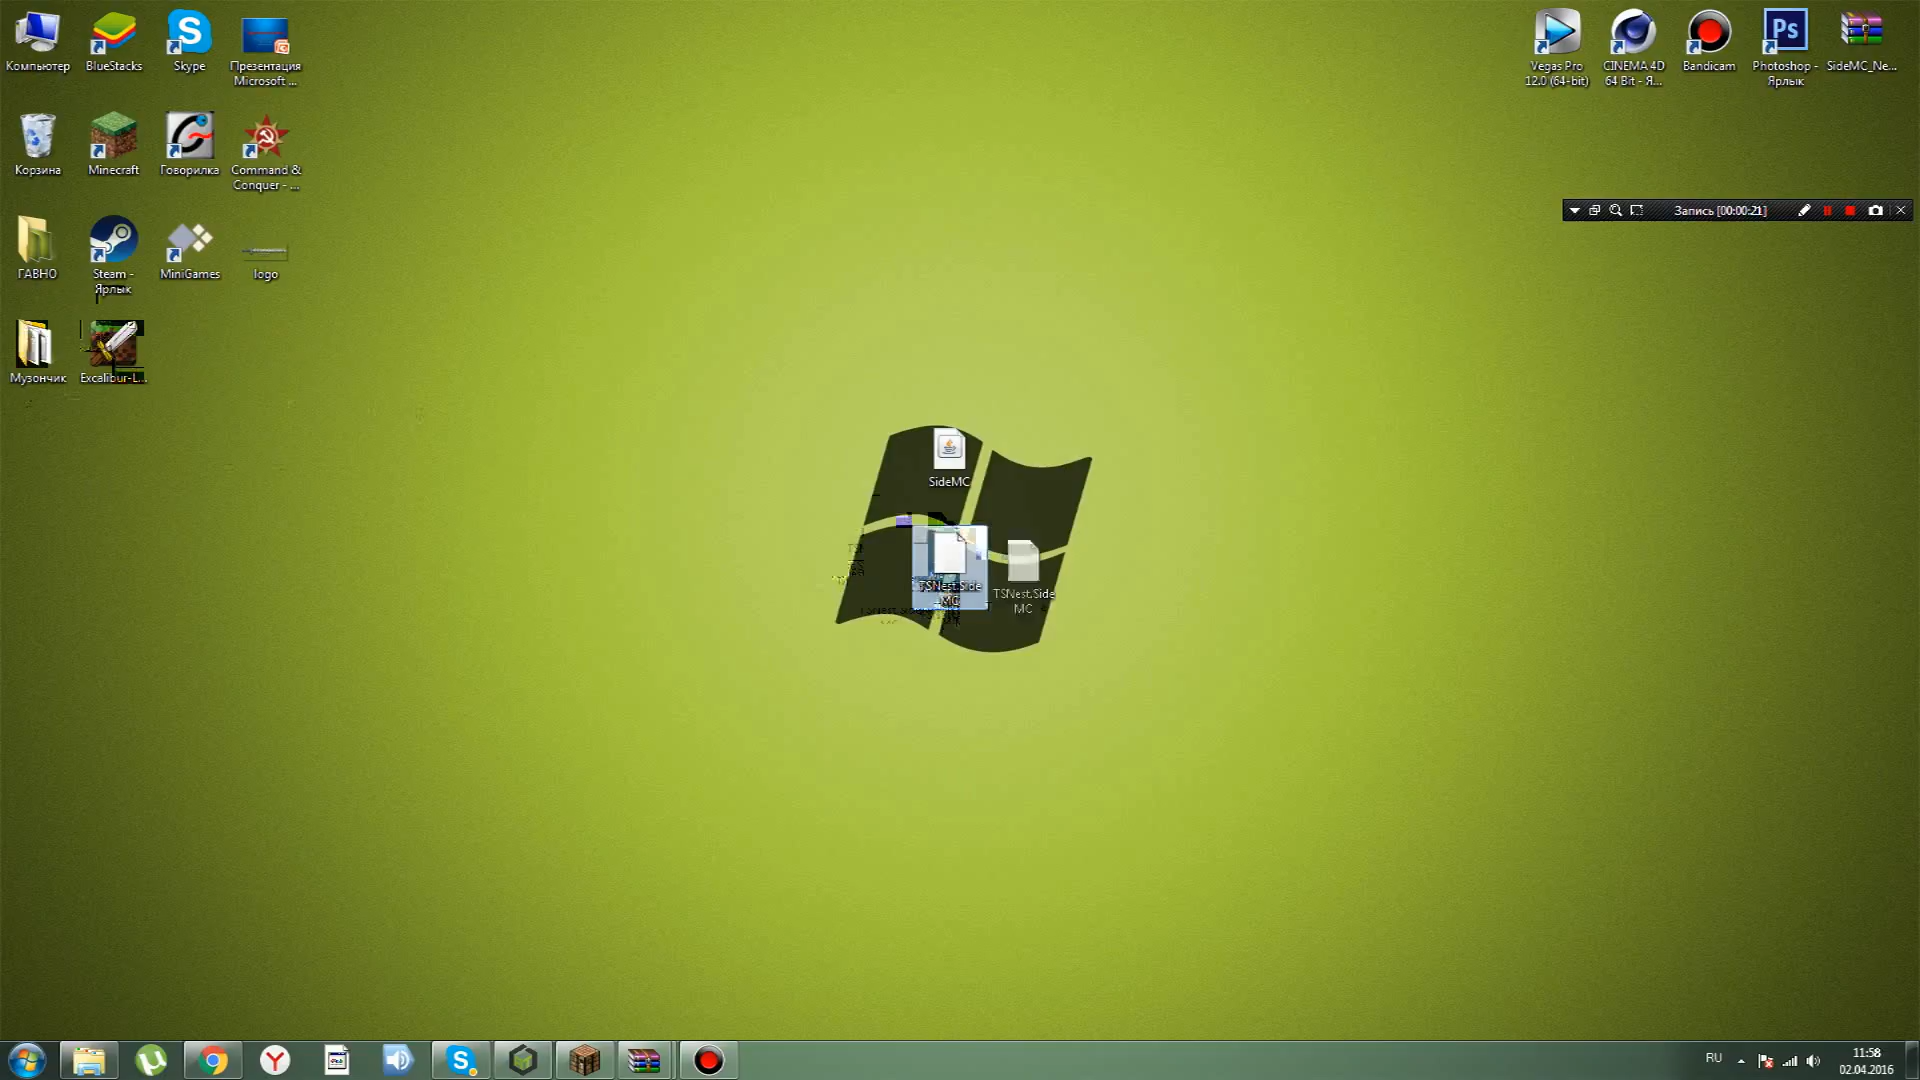 Компьютер
BlueStacks
Skype
Презентация
Microsoft ...
Vegas Pro
12.0 (64-bit)
CINEMA 4D
64 Bit - Я...
Bandicam
Photoshop -
Ярлык
SideMC_Ne...
Корзина
Minecraft
Говорилка
Command &
Conquer - ...
Запись [00:00:21]
ГАВНО
Steam -
Ярлык
MiniGames
logo
Музончик
Excalibur-L...
SideMC
TSNest.Side
MC
TSNest.Side
MC
RU
11:58
02.04.2016